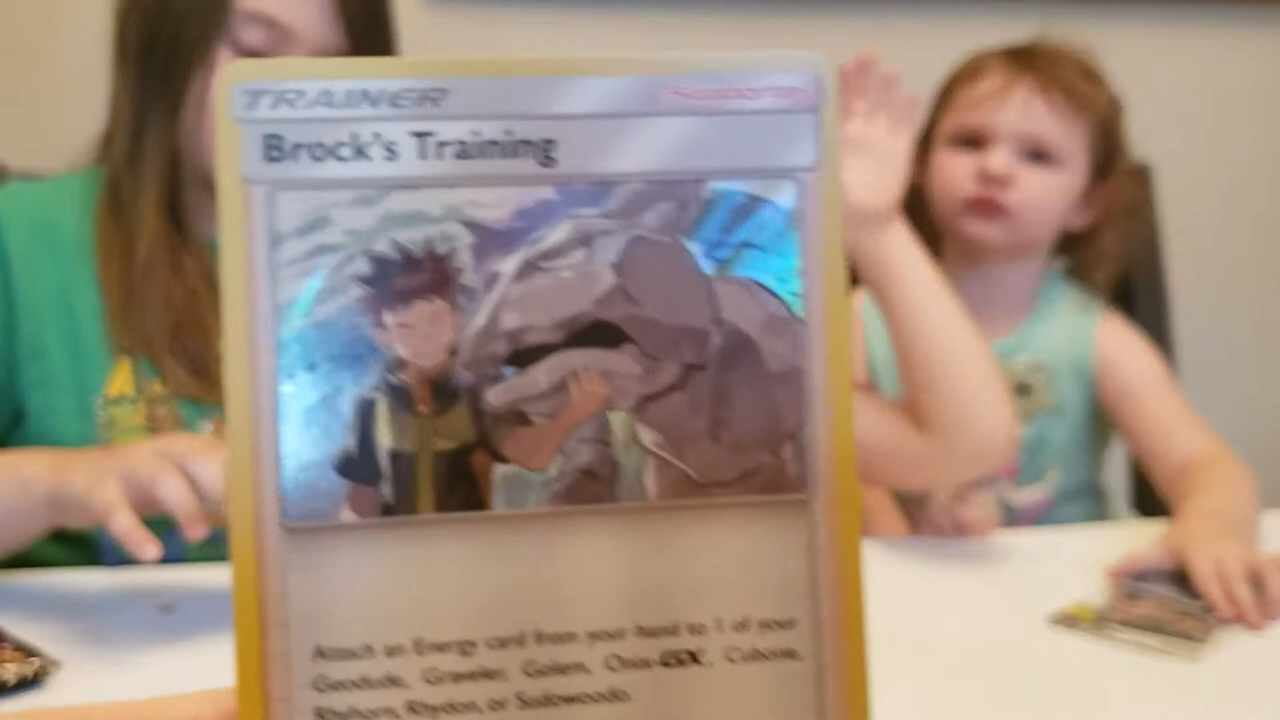 TRAINER Supporter
Brock's Training
Attach an Energy card from your hand to 1 of your
Geodude, Graveler, Golem, Onix-GX, Cubone,
Rhyhorn, Rhydon, or Sudowoodo.